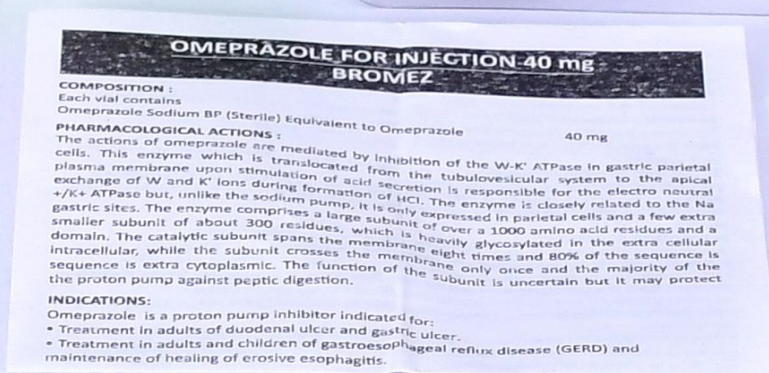 OMEPRAZOLE FOR INJECTION 40 mg
BROMEZ
COMPOSITION :
Each vial contains
Omeprazole Sodium BP (Sterile) Equivalent to Omeprazole 40 mg
PHARMACOLOGICAL ACTIONS :
The actions of omeprazole are mediated by Inhibition of the W-K' ATPase in gastric parietal
cells. This enzyme which is translocated from the tubulovesicular system to the apical
plasma membrane upon stimulation of acid secretion is responsible for the electro neutral
exchange of W and K' Ions during formation of HCI. The enzyme is closely related to the Na
+/K+ ATPase but, unlike the sodium pump, it is only expressed in parietal cells and a few extra
gastric sites. The enzyme comprises a large subunit of over a 1000 amino acid residues and a
smaller subunit of about 300 residues, which is heavily glycosylated in the extra cellular
domain. The catalytic subunit spans the membrane eight times and 80% of the sequence is
intracellular, while the subunit crosses the membrane only once and the majority of the
sequence is extra cytoplasmic. The function of the subunit is uncertain but it may protect
the proton pump against peptic digestion.
INDICATIONS:
Omeprazole is a proton pump inhibitor indicated for:
• Treatment in adults of duodenal ulcer and gastric ulcer.
• Treatment in adults and children of gastroesophageal reflux disease (GERD) and
maintenance of healing of erosive esophagitis.